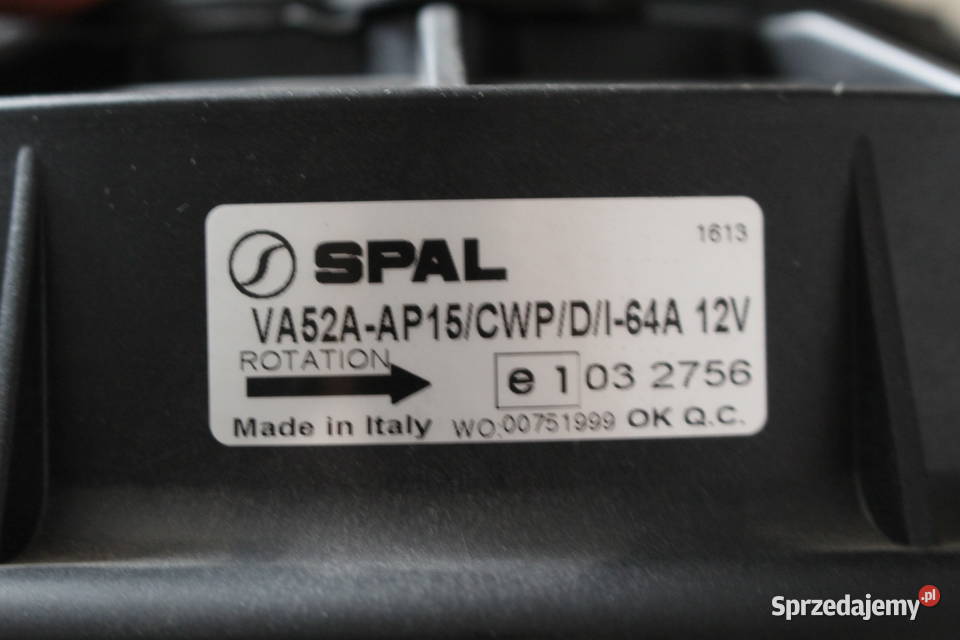 SPAL
1613
VA52A-AP15/CWP/D/I-64A 12V
ROTATION
e 1 03 2756
Made in Italy WO:00751999 OK Q.C.
Sprzedajemy.pl